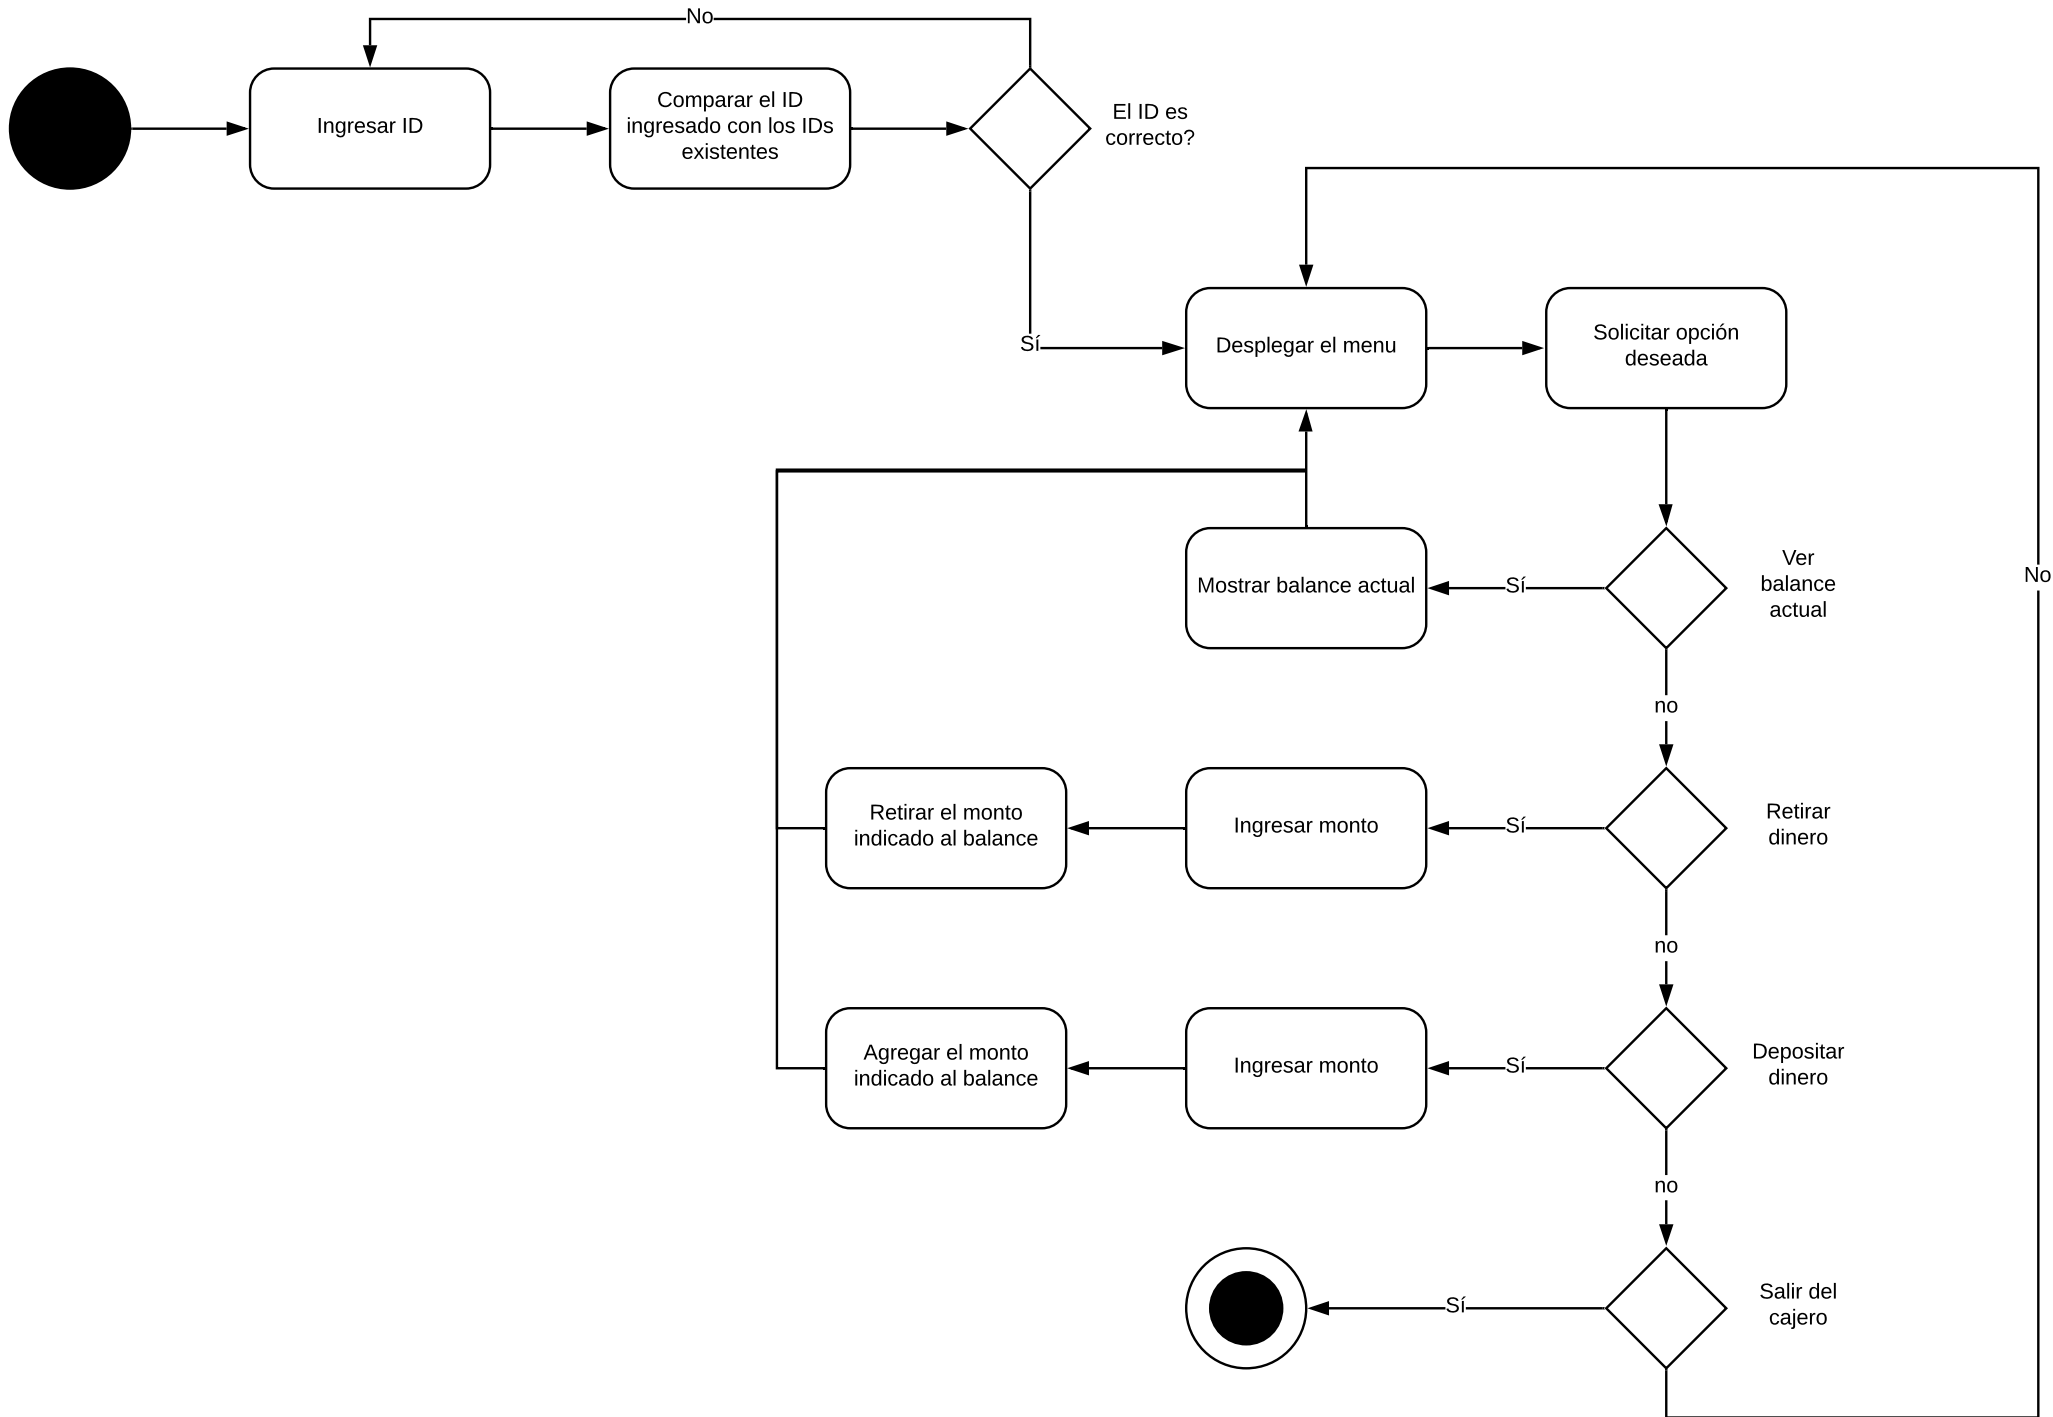 No
Ingresar ID
Comparar el ID
ingresado con los IDs
existentes
El ID es
correcto?
Sí
Desplegar el menu
Solicitar opción
deseada
Mostrar balance actual
Sí
Ver
balance
actual
No
no
Retirar el monto
indicado al balance
Ingresar monto
Sí
Retirar
dinero
no
Agregar el monto
indicado al balance
Ingresar monto
Sí
Depositar
dinero
no
Sí
Salir del
cajero